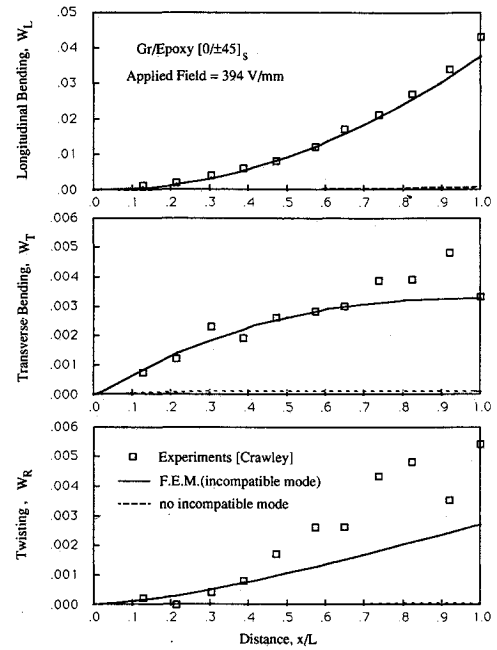 Longitudinal Bending, W_L
.05
.04
.03
.02
.01
.00
Gr/Epoxy [0/±45]_s
Applied Field = 394 V/mm
.0 .1 .2 .3 .4 .5 .6 .7 .8 .9 1.0
Transverse Bending, W_T
.006
.005
.004
.003
.002
.001
.000
.0 .1 .2 .3 .4 .5 .6 .7 .8 .9 1.0
Twisting , W_R
.006
.005
.004
.003
.002
.001
.000
Experiments [Crawley]
F.E.M.(incompatible mode)
no incompatible mode
.0 .1 .2 .3 .4 .5 .6 .7 .8 .9 1.0
Distance, x/L